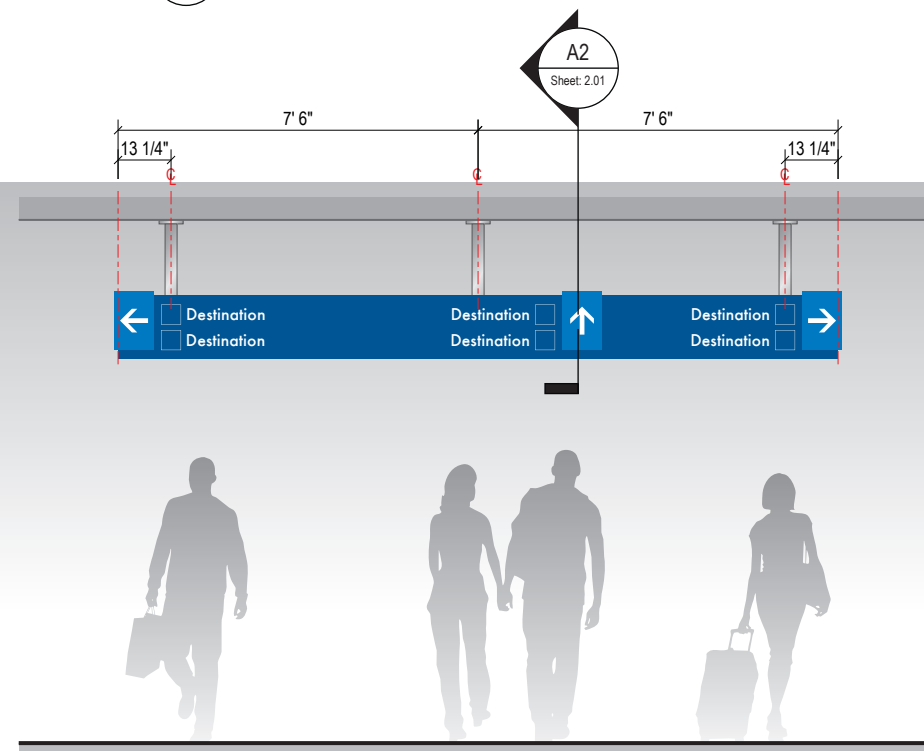 A2
Sheet: 2.01
7' 6"
7' 6"
13 1/4"
13 1/4"
℄
℄
℄
← Destination
Destination
Destination ↑
Destination
Destination →
Destination